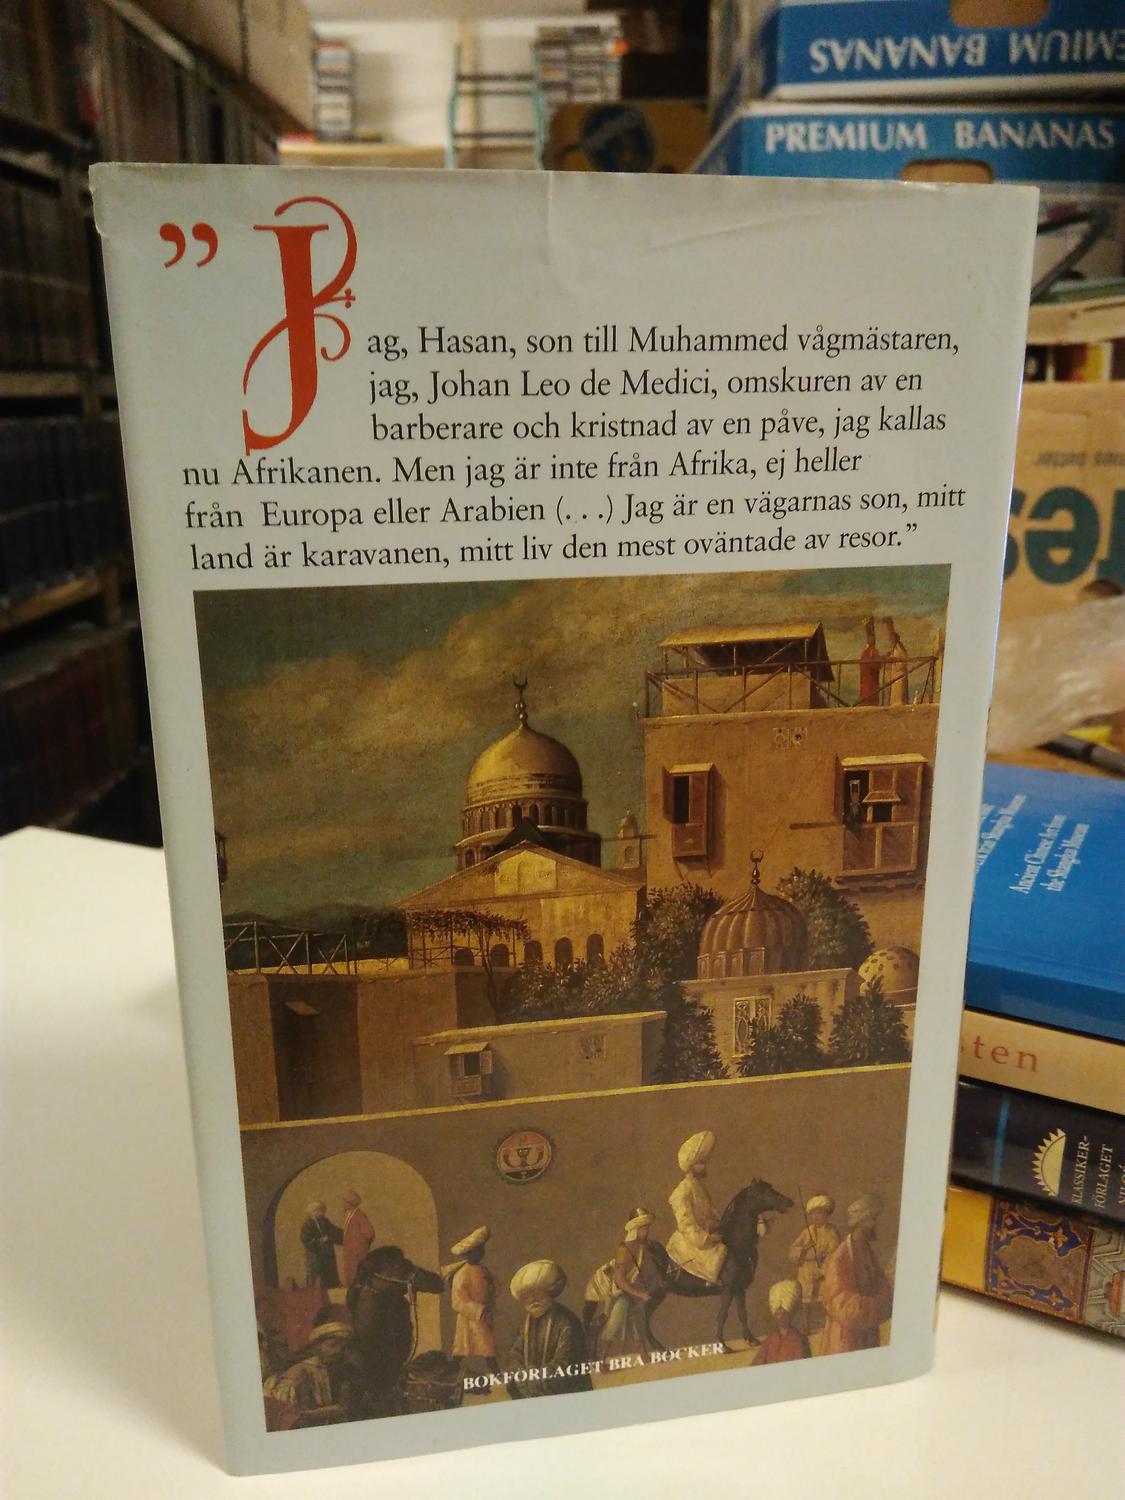 SANANAB MUIMERP
PREMIUM BANANAS
”Jag, Hasan, son till Muhammed vågmästaren,
jag, Johan Leo de Medici, omskuren av en
barberare och kristnad av en påve, jag kallas
nu Afrikanen. Men jag är inte från Afrika, ej heller
från Europa eller Arabien (. . .) Jag är en vägarnas son, mitt
land är karavanen, mitt liv den mest oväntade av resor.”
BOKFÖRLAGET BRA BÖCKER
Ancient Chinese Art from
the Shanghai Museum
sten
KLASSIKER-
FÖRLAGET